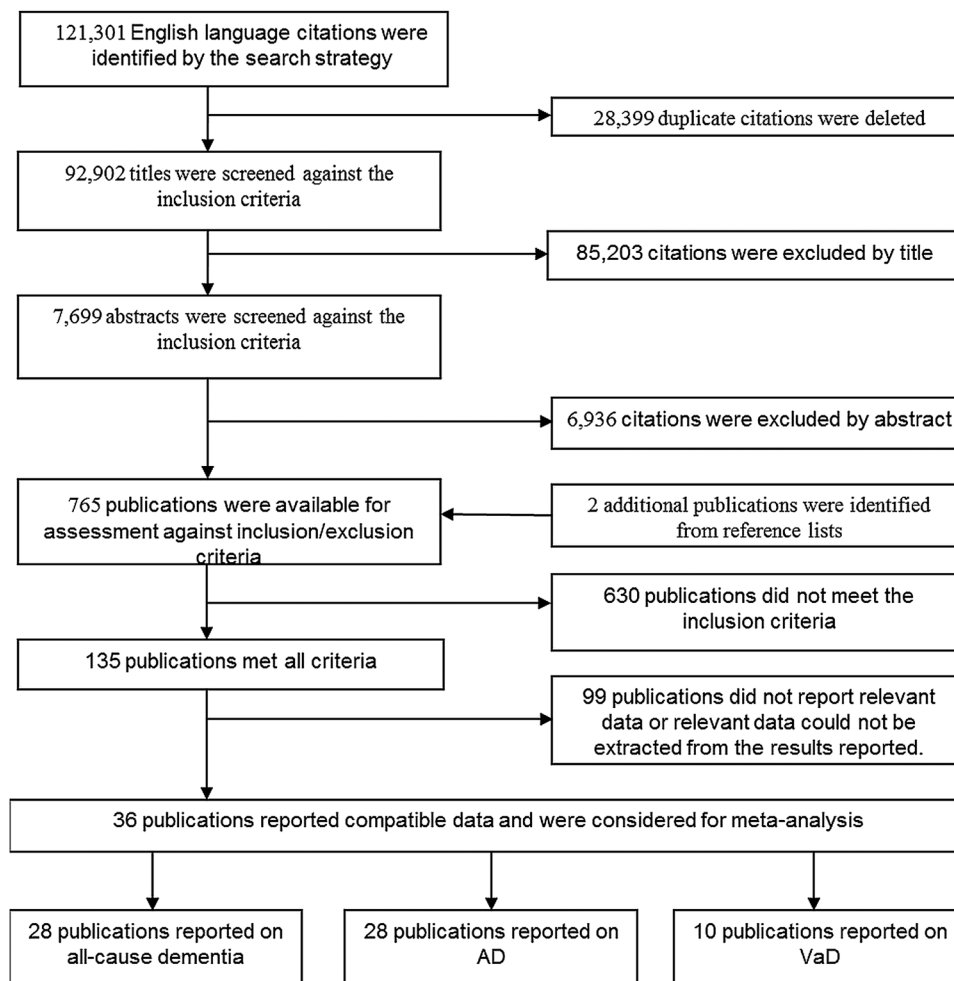 121,301 English language citations were
identified by the search strategy
28,399 duplicate citations were deleted
92,902 titles were screened against the
inclusion criteria
85,203 citations were excluded by title
7,699 abstracts were screened against the
inclusion criteria
6,936 citations were excluded by abstract
765 publications were available for
assessment against inclusion/exclusion
criteria
2 additional publications were identified
from reference lists
630 publications did not meet the
inclusion criteria
135 publications met all criteria
99 publications did not report relevant
data or relevant data could not be
extracted from the results reported.
36 publications reported compatible data and were considered for meta-analysis
28 publications reported on
all-cause dementia
28 publications reported on
AD
10 publications reported on
VaD